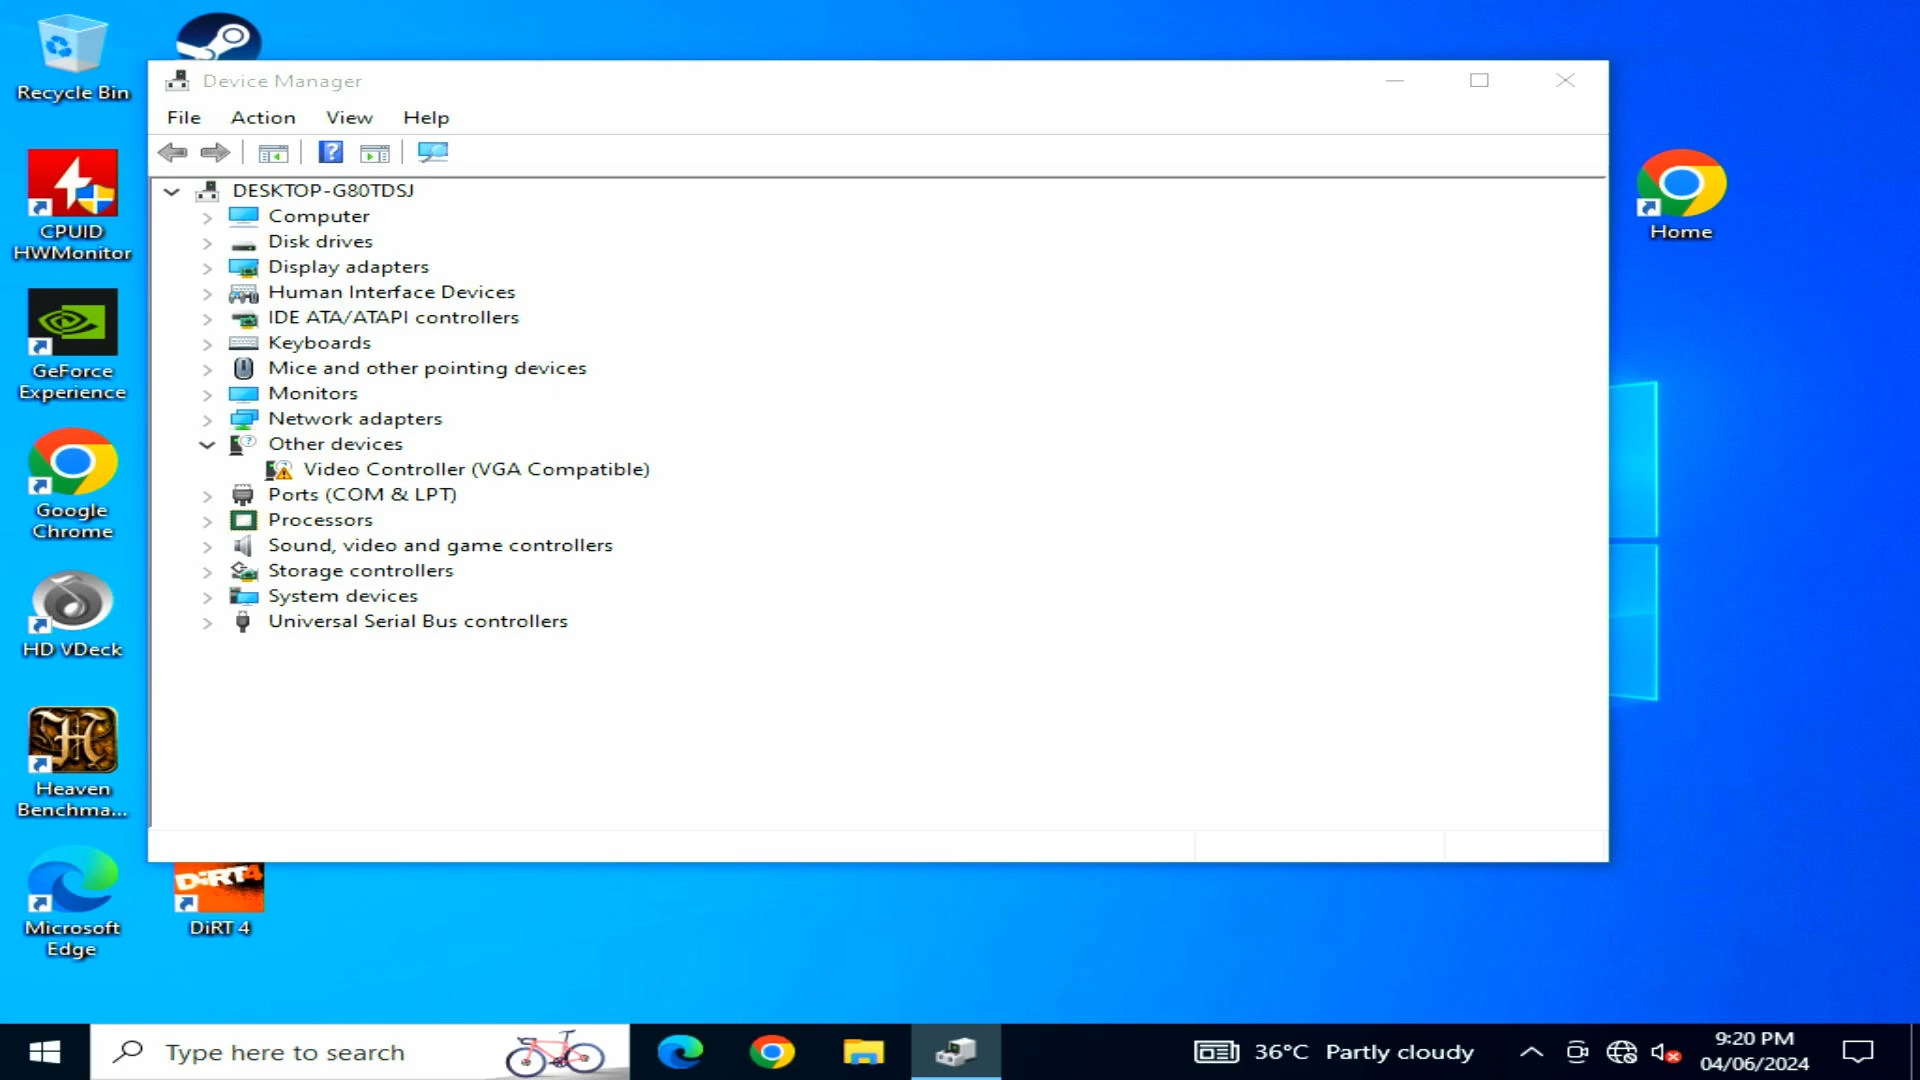 Recycle Bin
Device Manager
File Action View Help
DESKTOP-G80TDSJ
Computer
Disk drives
Display adapters
Human Interface Devices
IDE ATA/ATAPI controllers
Keyboards
Mice and other pointing devices
Monitors
Network adapters
Other devices
Video Controller (VGA Compatible)
Ports (COM & LPT)
Processors
Sound, video and game controllers
Storage controllers
System devices
Universal Serial Bus controllers
CPUID
HWMonitor
GeForce
Experience
Google
Chrome
HD VDeck
Heaven
Benchma...
Microsoft
Edge
DiRT 4
DiRT 4
Home
Type here to search
36°C Partly cloudy
9:20 PM
04/06/2024